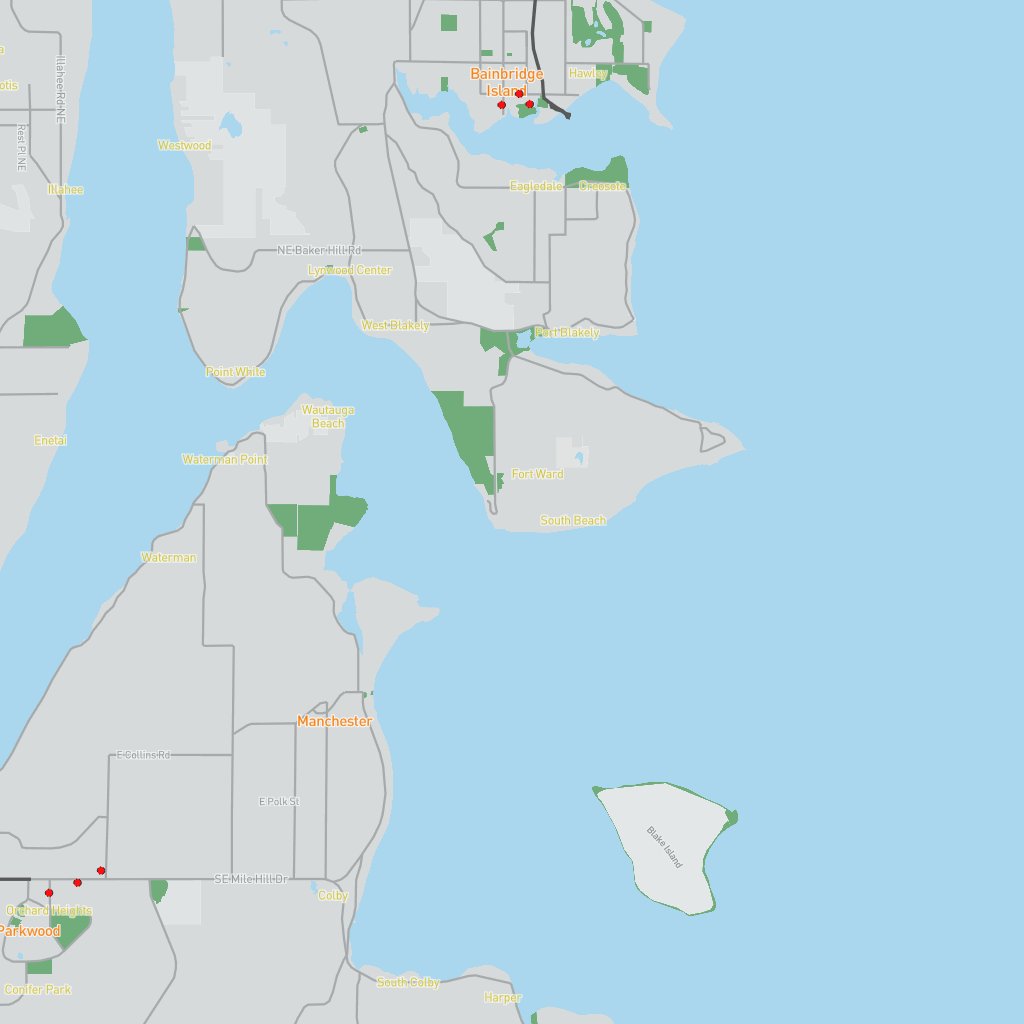 Illahee Rd NE
otis
Rest Pl NE
Bainbridge
Island
Hawley
Westwood
Illahee
Eagledale
Creosote
NE Baker Hill Rd
Lynwood Center
West Blakely
Port Blakely
Point White
Wautauga
Beach
Enetai
Waterman Point
Fort Ward
South Beach
Waterman
Manchester
E Collins Rd
E Polk St
Blake Island
SE Mile Hill Dr
Colby
Orchard Heights
Parkwood
Conifer Park
South Colby
Harper